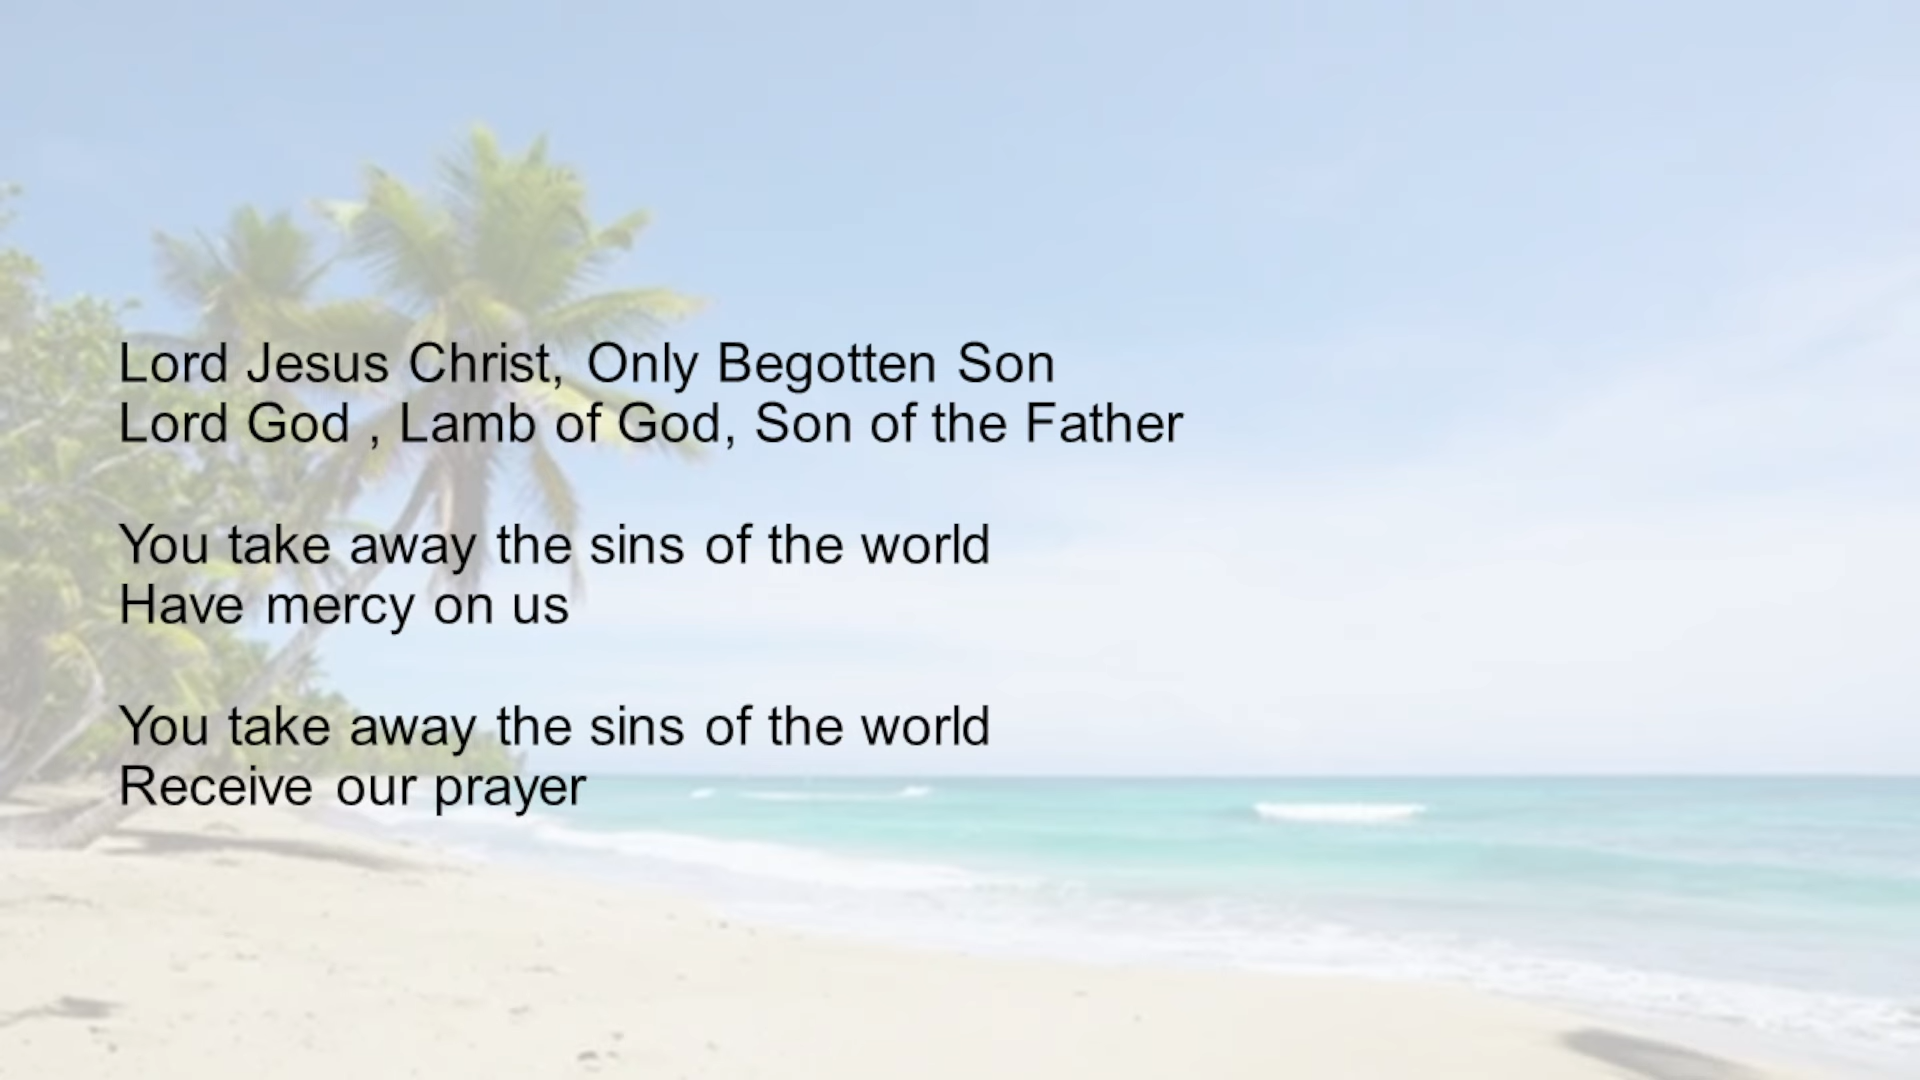 Lord Jesus Christ, Only Begotten Son
Lord God , Lamb of God, Son of the Father
You take away the sins of the world
Have mercy on us
You take away the sins of the world
Receive our prayer